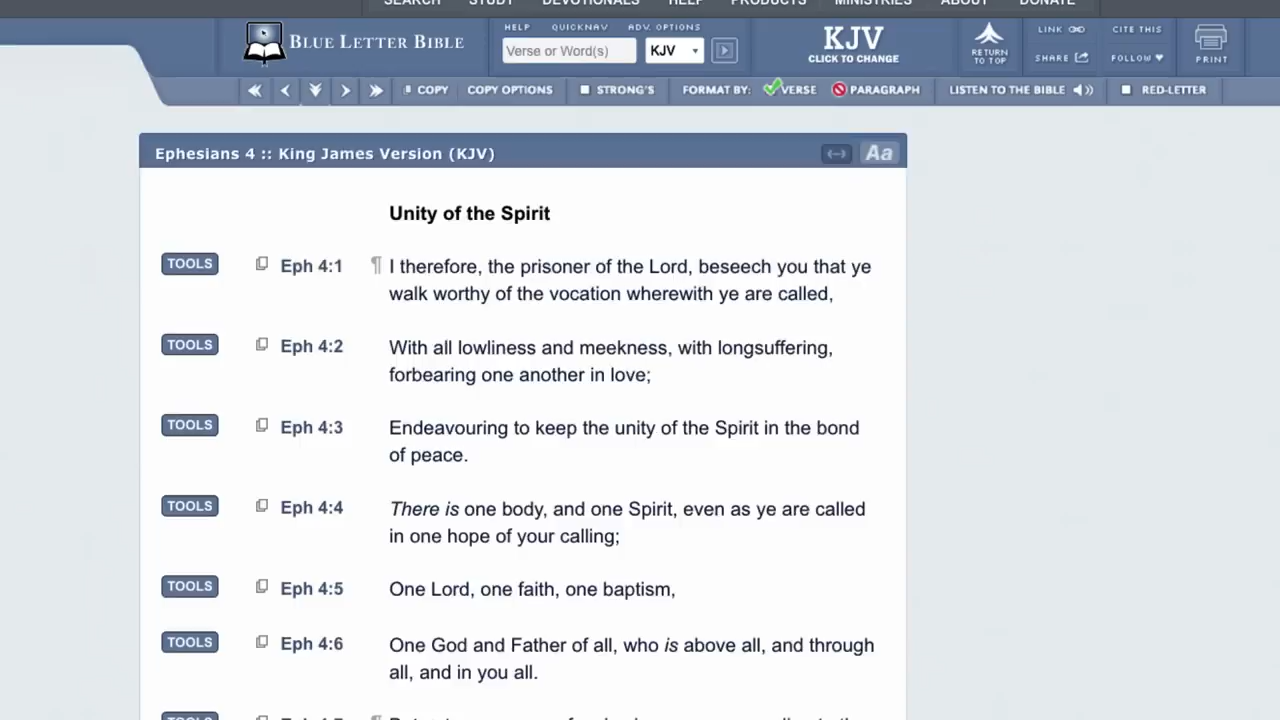 SEARCH STUDY DEVOTIONALS HELP PRODUCTS MINISTRIES ABOUT DONATE
BLUE LETTER BIBLE
HELP QUICKNAV ADV. OPTIONS
Verse or Word(s) KJV
KJV
CLICK TO CHANGE
RETURN
TO TOP
LINK CITE THIS
SHARE FOLLOW
PRINT
COPY COPY OPTIONS STRONG'S FORMAT BY: VERSE PARAGRAPH LISTEN TO THE BIBLE RED-LETTER
Ephesians 4 :: King James Version (KJV) Aa
Unity of the Spirit
TOOLS Eph 4:1 ¶ I therefore, the prisoner of the Lord, beseech you that ye
walk worthy of the vocation wherewith ye are called,
TOOLS Eph 4:2 With all lowliness and meekness, with longsuffering,
forbearing one another in love;
TOOLS Eph 4:3 Endeavouring to keep the unity of the Spirit in the bond
of peace.
TOOLS Eph 4:4 There is one body, and one Spirit, even as ye are called
in one hope of your calling;
TOOLS Eph 4:5 One Lord, one faith, one baptism,
TOOLS Eph 4:6 One God and Father of all, who is above all, and through
all, and in you all.